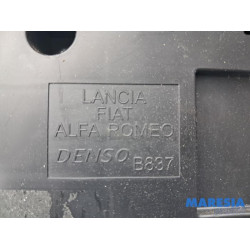 LANCIA
FIAT
ALFA ROMEO
DENSO B837
MARESIA